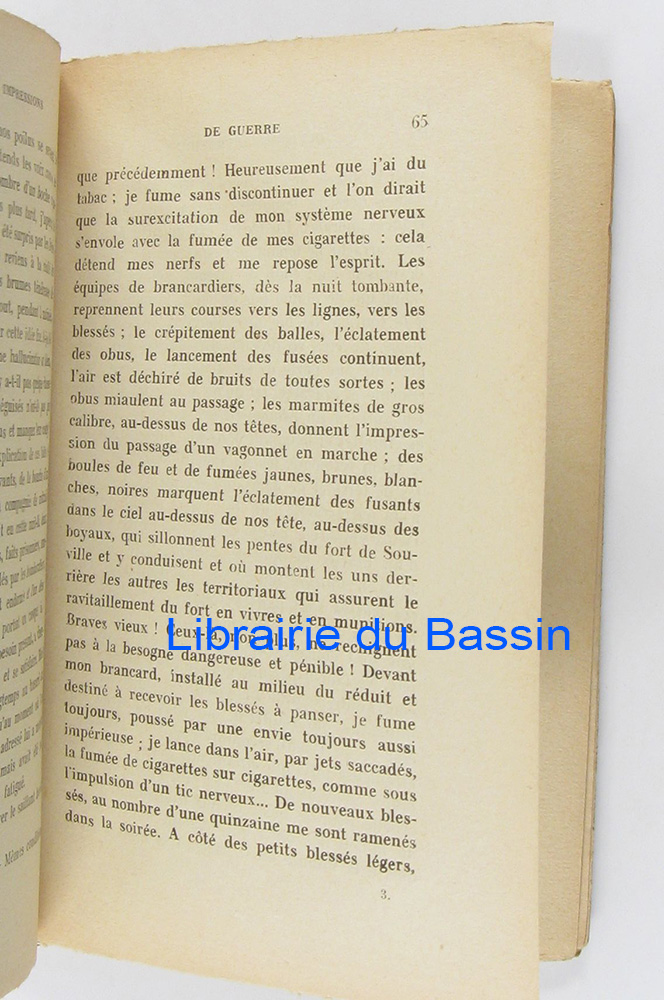 IMPRESSIONS
DE GUERRE
65
que précédemment ! Heureusement que j'ai du
tabac ; je fume sans discontinuer et l'on dirait
que la surexcitation de mon système nerveux
s'envole avec la fumée de mes cigarettes : cela
détend mes nerfs et me repose l'esprit. Les
équipes de brancardiers, dès la nuit tombante,
reprennent leurs courses vers les lignes, vers les
blessés ; le crépitement des balles, l'éclatement
des obus, le lancement des fusées continuent,
l'air est déchiré de bruits de toutes sortes ; les
obus miaulent au passage ; les marmites de gros
calibre, au-dessus de nos têtes, donnent l'impres-
sion du passage d'un vagonnet en marche ; des
boules de feu et de fumées jaunes, brunes, blan-
ches, noires marquent l'éclatement des fusants
dans le ciel au-dessus de nos tête, au-dessus des
boyaux, qui sillonnent les pentes du fort de Sou-
ville et y conduisent et où montent les uns der-
rière les autres les territoriaux qui assurent le
ravitaillement du fort en vivres et en munitions.
Braves vieux ! Ceux-là, non plus, ne rechignent
Librairie du Bassin
pas à la besogne dangereuse et pénible ! Devant
mon brancard, installé au milieu du réduit et
destiné à recevoir les blessés à panser, je fume
toujours, poussé par une envie toujours aussi
impérieuse ; je lance dans l'air, par jets saccadés,
la fumée de cigarettes sur cigarettes, comme sous
l'impulsion d'un tic nerveux... De nouveaux bles-
sés, au nombre d'une quinzaine me sont ramenés
dans la soirée. A côté des petits blessés légers,
3.